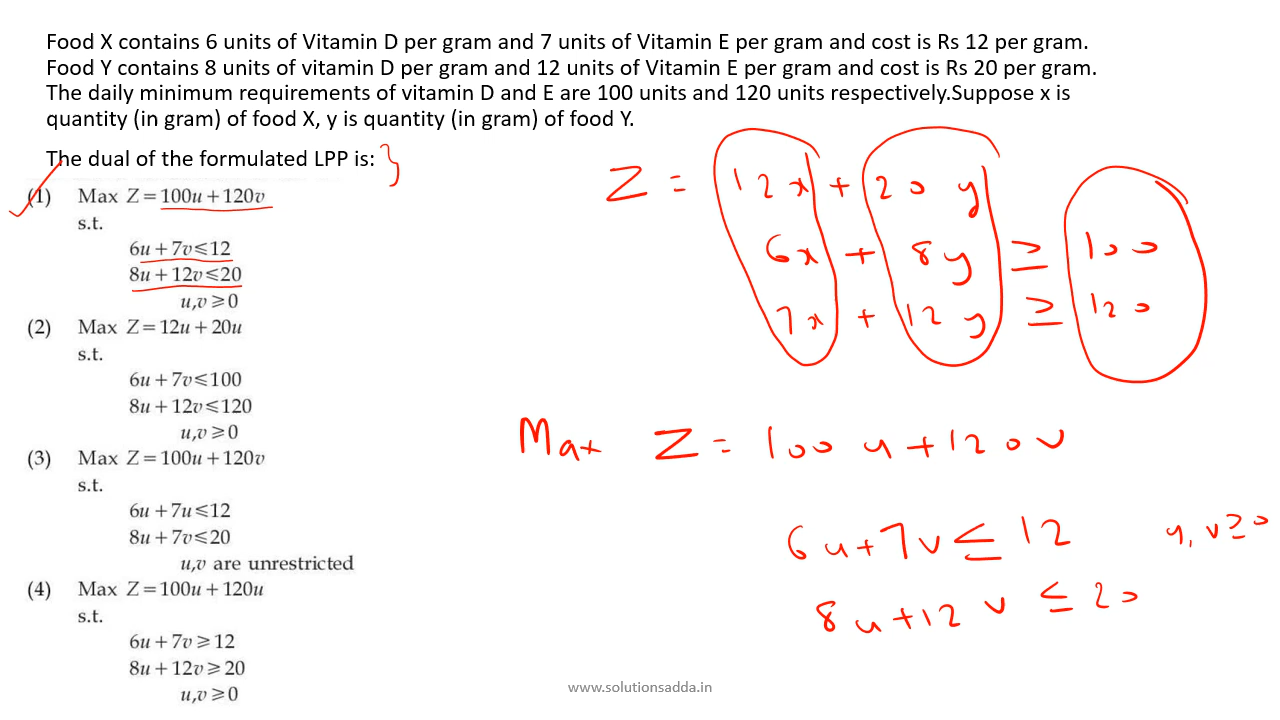 Food X contains 6 units of Vitamin D per gram and 7 units of Vitamin E per gram and cost is Rs 12 per gram.
Food Y contains 8 units of vitamin D per gram and 12 units of Vitamin E per gram and cost is Rs 20 per gram.
The daily minimum requirements of vitamin D and E are 100 units and 120 units respectively.Suppose x is
quantity (in gram) of food X, y is quantity (in gram) of food Y.
The dual of the formulated LPP is:
(1) Max Z=100u+120v
s.t.
6u+7v⩽12
8u+12v⩽20
u,v⩾0
(2) Max Z=12u+20u
s.t.
6u+7v⩽100
8u+12v⩽120
u,v⩾0
(3) Max Z=100u+120v
s.t.
6u+7u⩽12
8u+7v⩽20
u,v are unrestricted
(4) Max Z=100u+120u
s.t.
6u+7v⩾12
8u+12v⩾20
u,v⩾0
Z = 12x + 20y
6x + 8y ≥ 100
7x + 12y ≥ 120
Max Z = 100u+120v
6u+7v ≤ 12 u,v≥0
8u+12v ≤ 20
www.solutionsadda.in